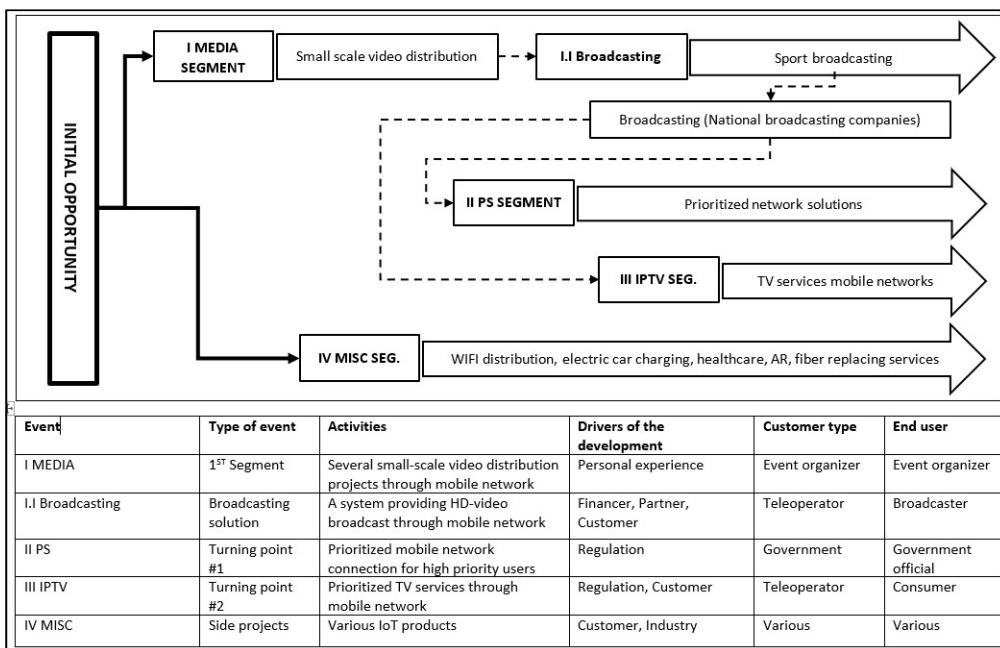 INITIAL OPPORTUNITY
I MEDIA
SEGMENT
Small scale video distribution
I.I Broadcasting
Sport broadcasting
Broadcasting (National broadcasting companies)
II PS SEGMENT
Prioritized network solutions
III IPTV SEG.
TV services mobile networks
IV MISC SEG.
WIFI distribution, electric car charging, healthcare, AR, fiber replacing services
Event
Type of event
Activities
Drivers of the
development
Customer type
End user
I MEDIA
1ST Segment
Several small-scale video distribution
projects through mobile network
Personal experience
Event organizer
Event organizer
I.I Broadcasting
Broadcasting
solution
A system providing HD-video
broadcast through mobile network
Financer, Partner,
Customer
Teleoperator
Broadcaster
II PS
Turning point
#1
Prioritized mobile network
connection for high priority users
Regulation
Government
Government
official
III IPTV
Turning point
#2
Prioritized TV services through
mobile network
Regulation, Customer
Teleoperator
Consumer
IV MISC
Side projects
Various IoT products
Customer, Industry
Various
Various